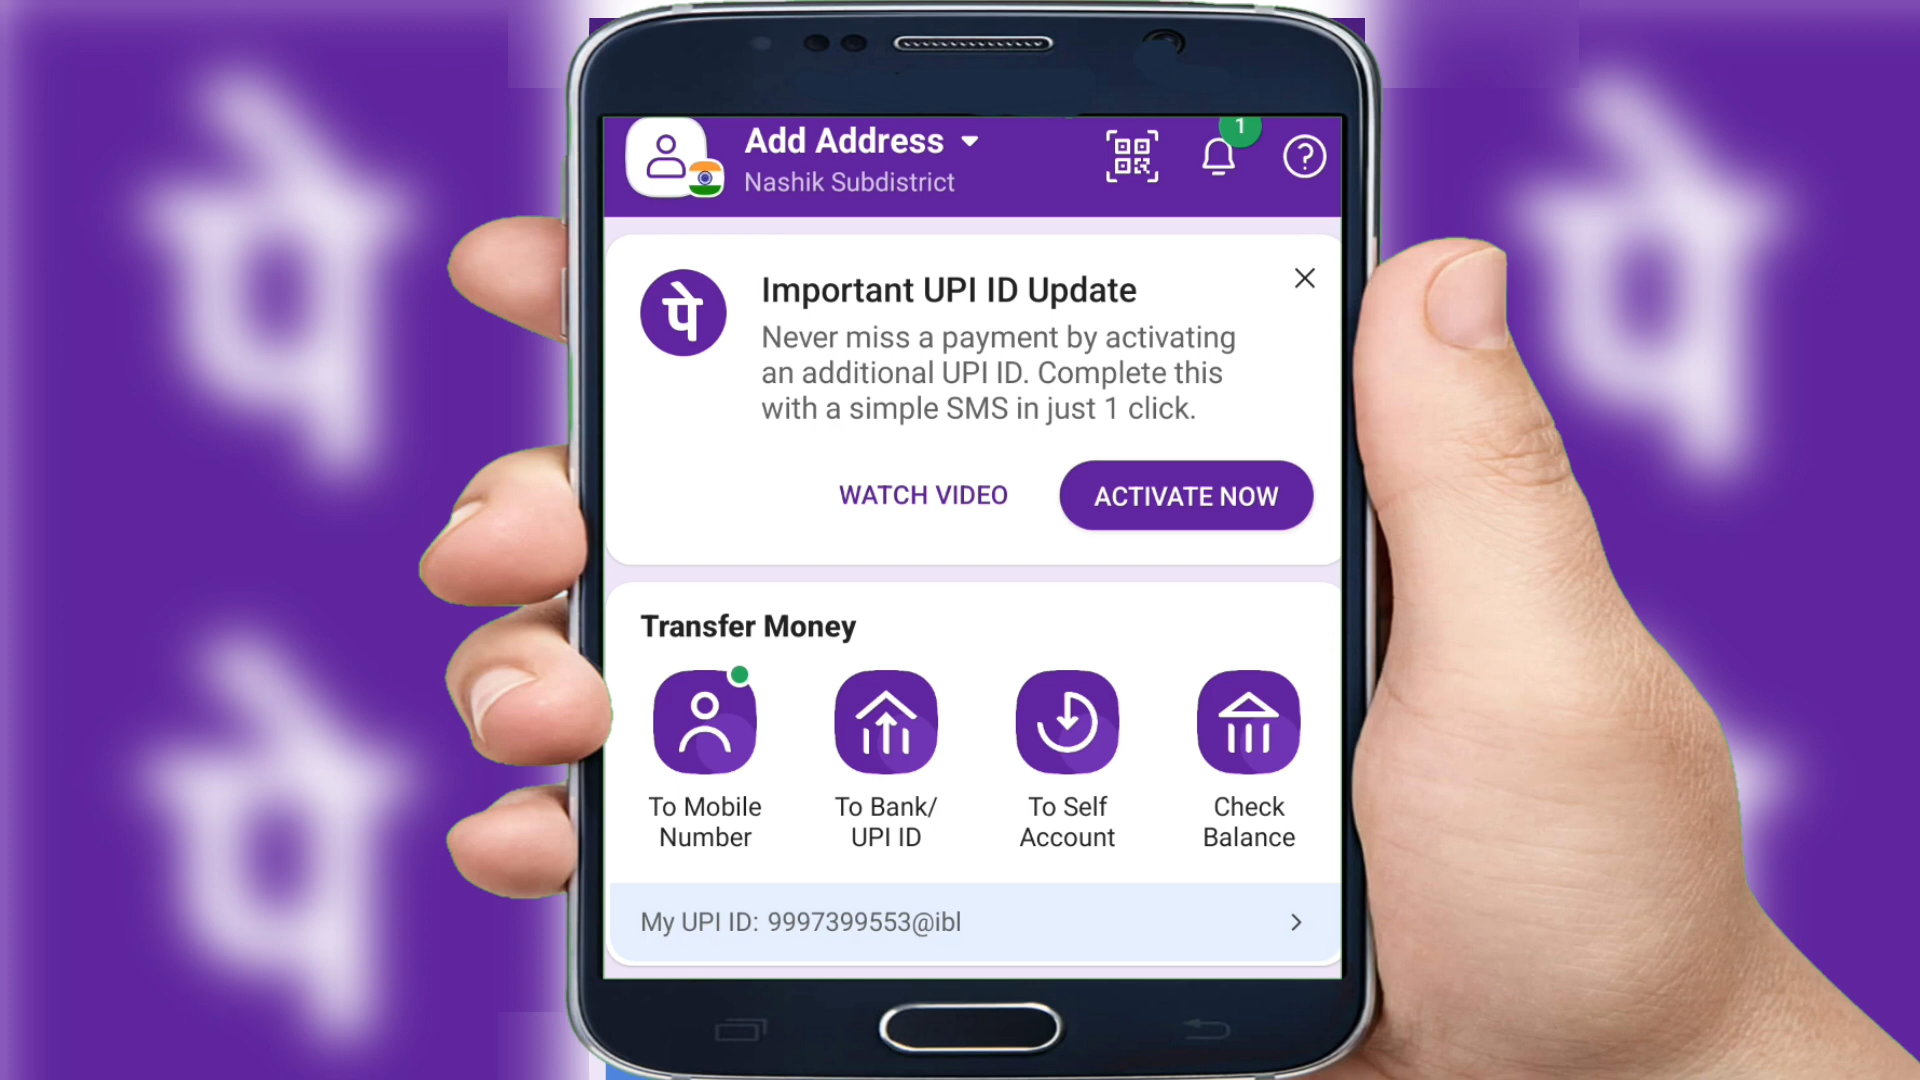 Add Address
1
Nashik Subdistrict
पे
Important UPI ID Update
Never miss a payment by activating
an additional UPI ID. Complete this
with a simple SMS in just 1 click.
WATCH VIDEO
ACTIVATE NOW
Transfer Money
To Mobile
Number
To Bank/
UPI ID
To Self
Account
Check
Balance
My UPI ID: 9997399553@ibl